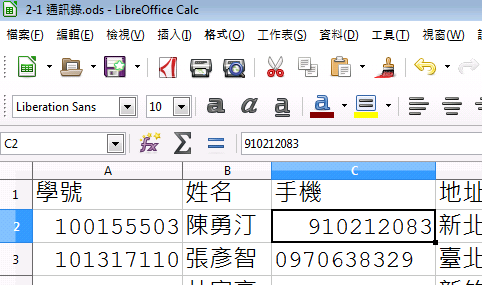 2-1 通訊錄.ods - LibreOffice Calc
檔案(F) 編輯(E) 檢視(V) 插入(I) 格式(O) 工作表(S) 資料(D) 工具(T) 視窗(W)
Liberation Sans 10 a a a a
C2 fx Σ = 910212083
A B C
1 學號 姓名 手機 地址
2 100155503 陳勇汀 910212083 新北
3 101317110 張彥智 0970638329 臺北